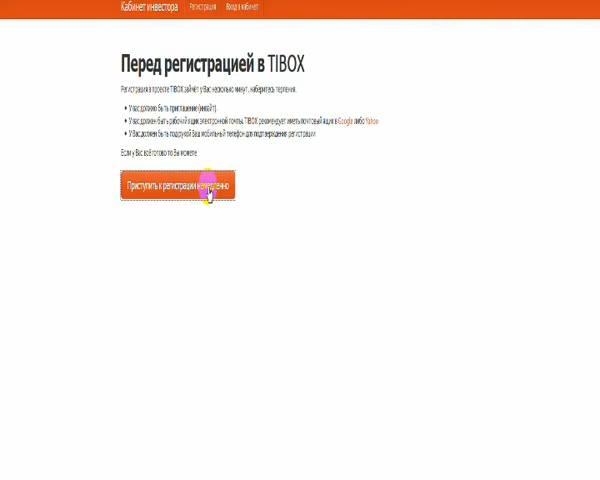 Кабинет инвестора Регистрация Вход в кабинет
Перед регистрацией в TIBOX
Регистрация в проекте TIBOX займёт у Вас несколько минут, наберитесь терпения.
У вас должно быть приглашение (инвайт).
У вас должен быть рабочий ящик электронной почты. TIBOX рекомендует иметь почтовый ящик в Google либо Yahoo
У Вас должен быть под рукой Ваш мобильный телефон для подтверждения регистрации
Если у Вас всё готово то Вы можете
Приступить к регистрации немедленно